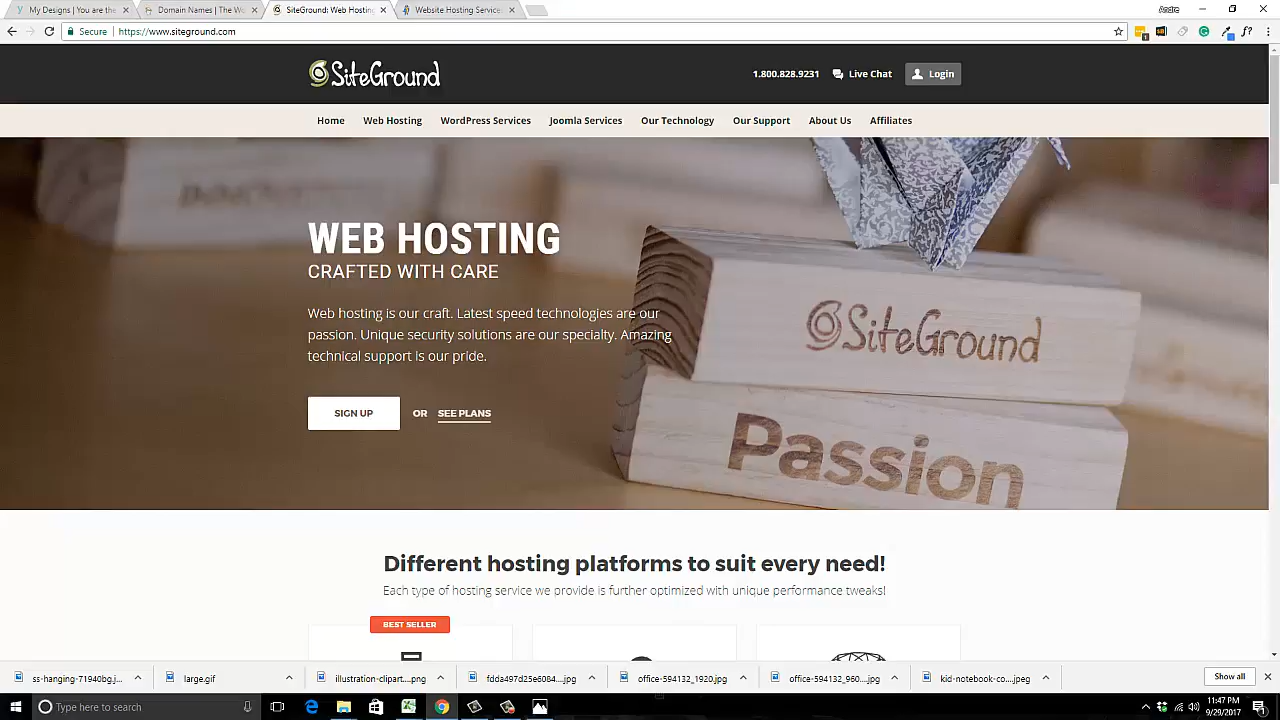 My Designs | You are the
Domain Names | The Wo
SiteGround: Web Hosting
Website Hosting Service
Andre
Secure
https://www.siteground.com
SiteGround
1.800.828.9231
Live Chat
Login
Home
Web Hosting
WordPress Services
Joomla Services
Our Technology
Our Support
About Us
Affiliates
WEB HOSTING
CRAFTED WITH CARE
Web hosting is our craft. Latest speed technologies are our
passion. Unique security solutions are our specialty. Amazing
technical support is our pride.
SIGN UP
OR
SEE PLANS
SiteGround
Passion
Different hosting platforms to suit every need!
Each type of hosting service we provide is further optimized with unique performance tweaks!
BEST SELLER
ss-hanging-71940bg.j...
large.gif
illustration-clipart....png
fdda497d25e6084....jpg
office-594132_1920.jpg
office-594132_960....jpg
kid-notebook-co....jpeg
Show all
Type here to search
11:47 PM
9/29/2017